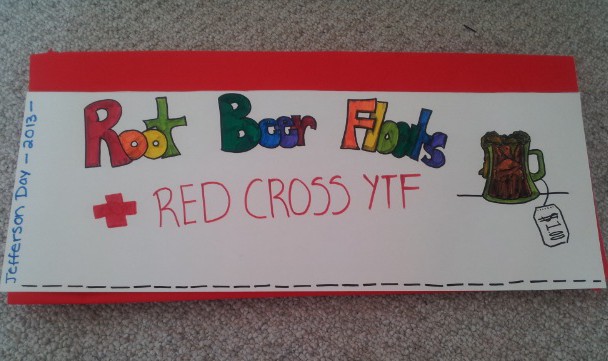 Root Beer Floats
RED CROSS YTF
$1.00
Jefferson Day - 2013 -